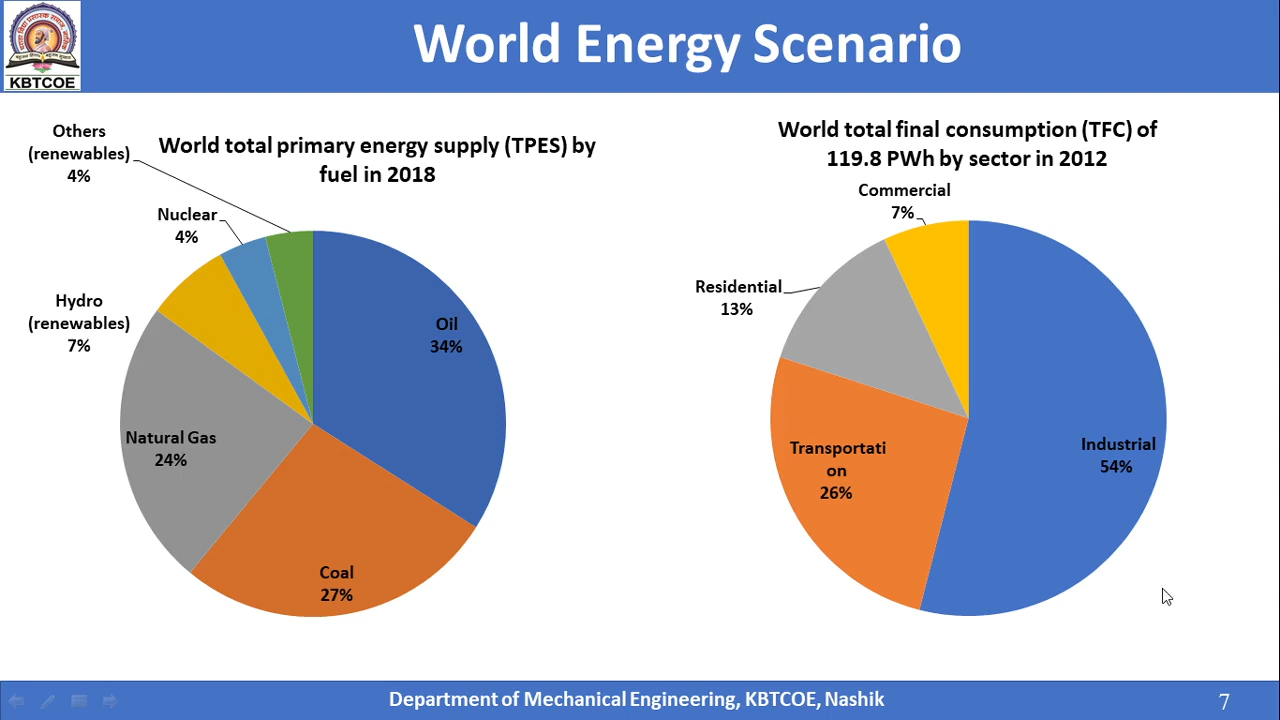 World Energy Scenario
KBTCOE
World total primary energy supply (TPES) by
fuel in 2018
Others
(renewables)
4%
Nuclear
4%
Hydro
(renewables)
7%
Oil
34%
Natural Gas
24%
Coal
27%
World total final consumption (TFC) of
119.8 PWh by sector in 2012
Commercial
7%
Residential
13%
Transportati
on
26%
Industrial
54%
Department of Mechanical Engineering, KBTCOE, Nashik
7